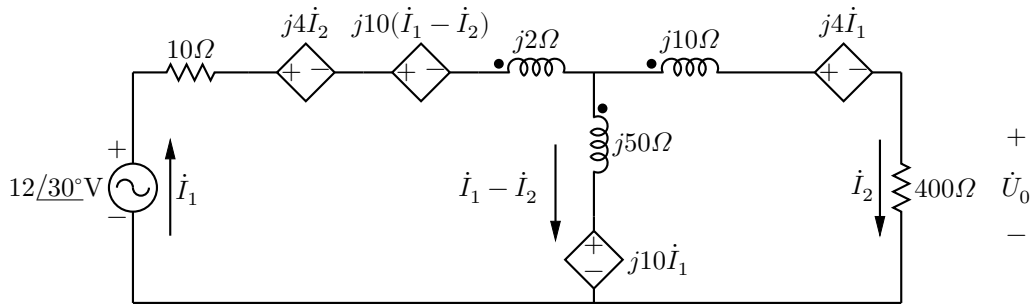 10Ω
j4İ₂
j10(İ₁ − İ₂)
j2Ω
j10Ω
j4İ₁
+ −
+ −
+ −
+
12/30°V
−
İ₁
j50Ω
İ₁ − İ₂
+
−
j10İ₁
İ₂
400Ω
+
U̇₀
−